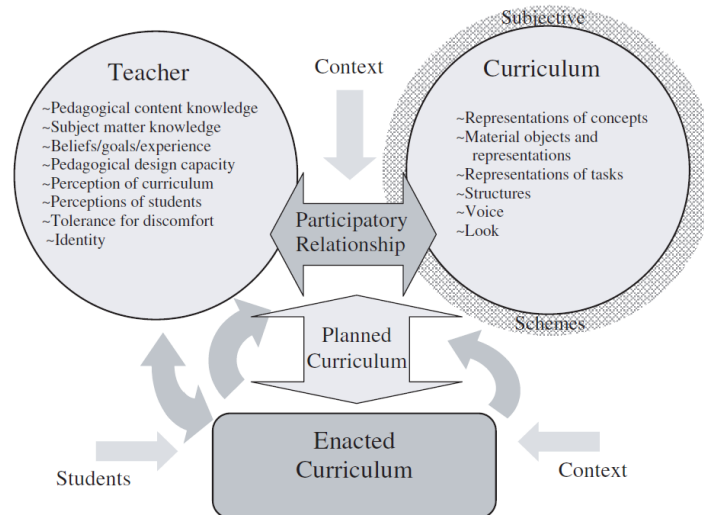 Subjective
Teacher
Context
Curriculum
~Pedagogical content knowledge
~Subject matter knowledge
~Beliefs/goals/experience
~Pedagogical design capacity
~Perception of curriculum
~Perceptions of students
~Tolerance for discomfort
~Identity
~Representations of concepts
~Material objects and
representations
~Representations of tasks
~Structures
~Voice
~Look
Participatory
Relationship
Schemes
Planned
Curriculum
Enacted
Curriculum
Students
Context